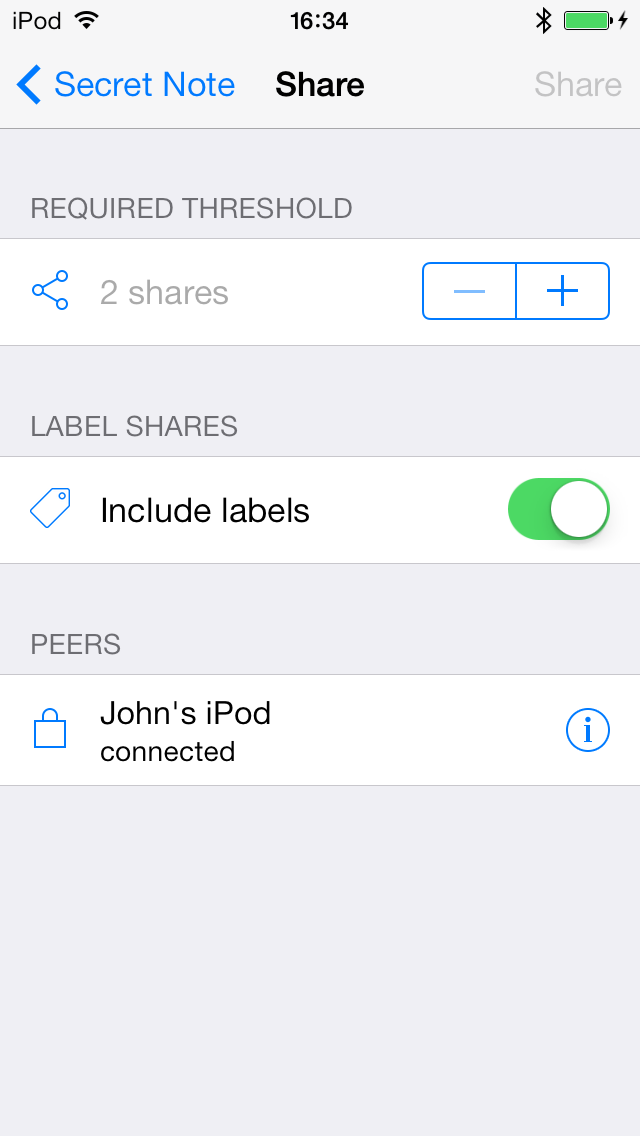 iPod 16:34
Secret Note Share Share
REQUIRED THRESHOLD
2 shares
LABEL SHARES
Include labels
PEERS
John's iPod
connected